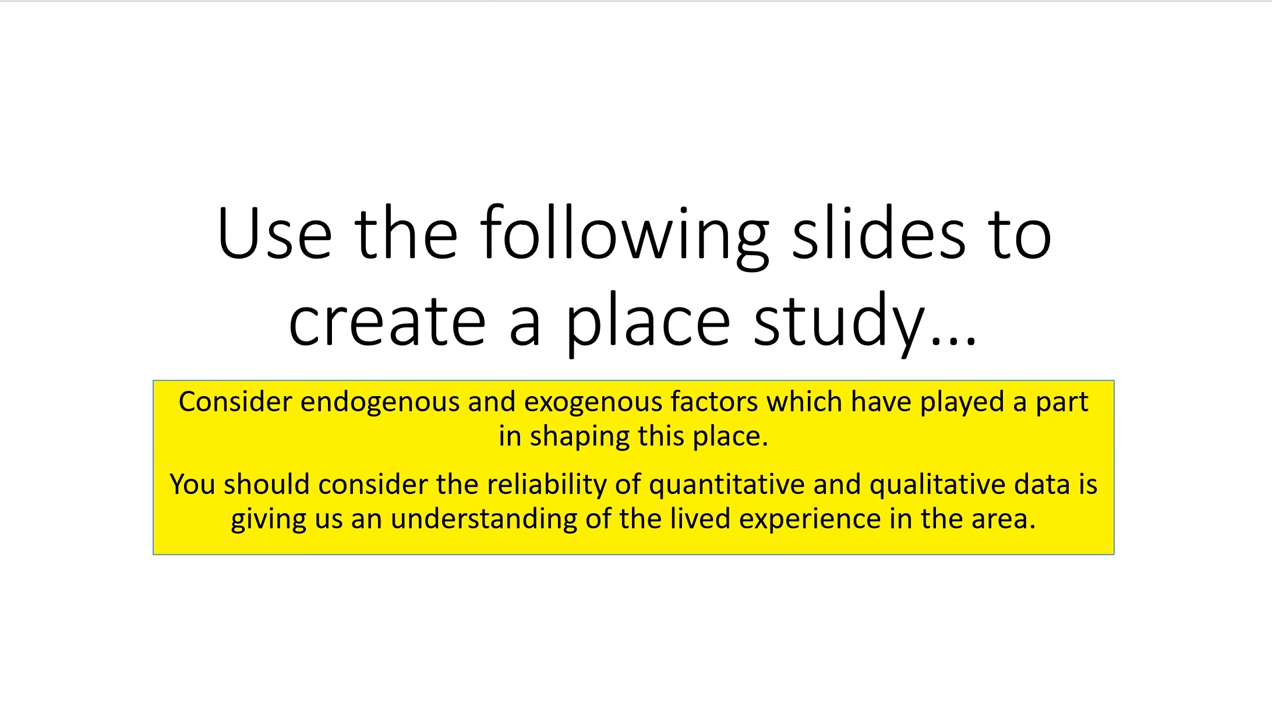 Use the following slides to
create a place study…
Consider endogenous and exogenous factors which have played a part
in shaping this place.
You should consider the reliability of quantitative and qualitative data is
giving us an understanding of the lived experience in the area.